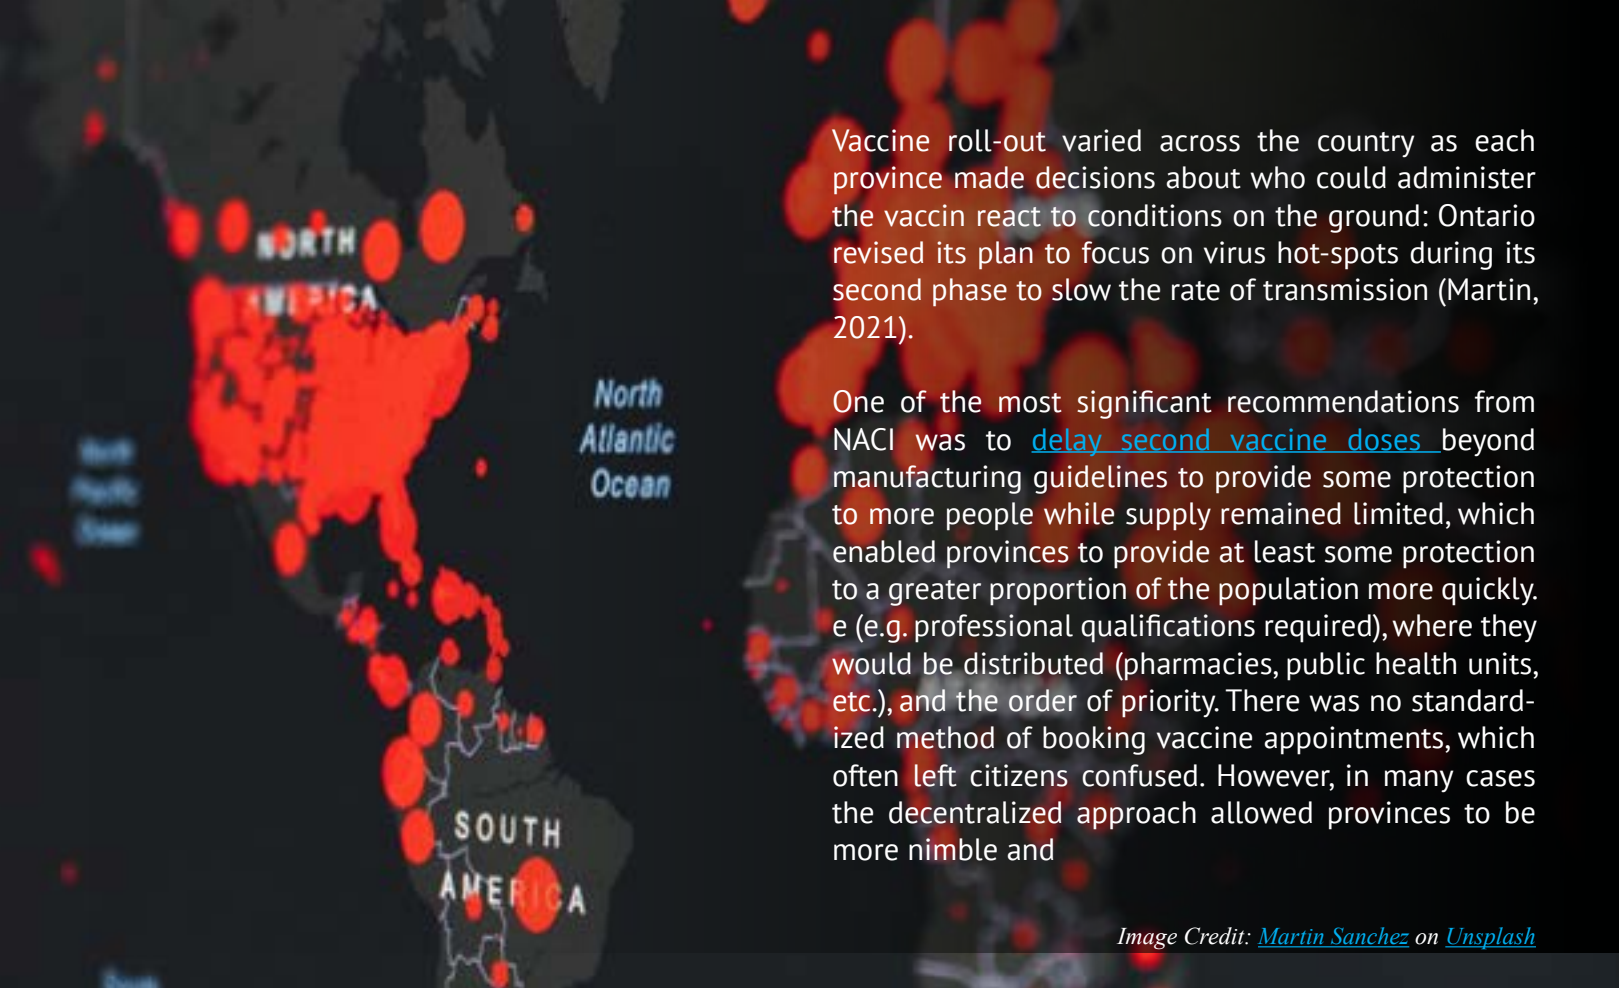 NORTH
AMERICA
North
Pacific
Ocean
North
Atlantic
Ocean
SOUTH
AMERICA
Vaccine roll-out varied across the country as each
province made decisions about who could administer
the vaccin react to conditions on the ground: Ontario
revised its plan to focus on virus hot-spots during its
second phase to slow the rate of transmission (Martin,
2021).
One of the most significant recommendations from
NACI was to delay second vaccine doses beyond
manufacturing guidelines to provide some protection
to more people while supply remained limited, which
enabled provinces to provide at least some protection
to a greater proportion of the population more quickly.
e (e.g. professional qualifications required), where they
would be distributed (pharmacies, public health units,
etc.), and the order of priority. There was no standard-
ized method of booking vaccine appointments, which
often left citizens confused. However, in many cases
the decentralized approach allowed provinces to be
more nimble and
Image Credit: Martin Sanchez on Unsplash